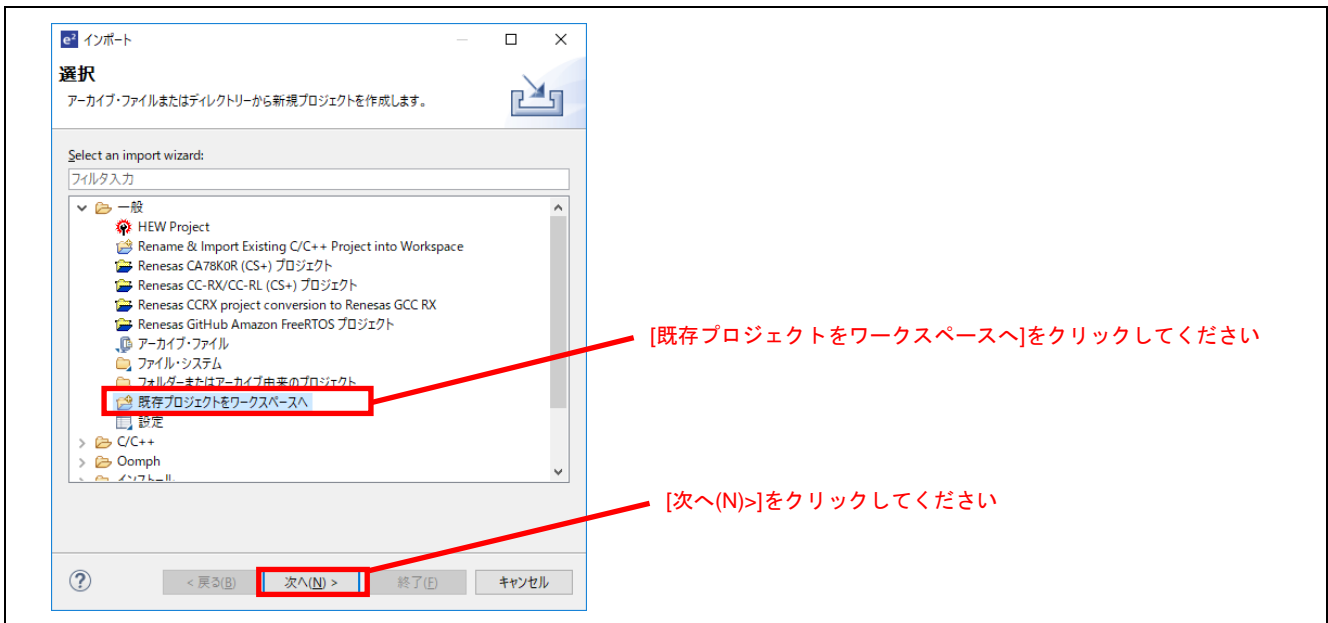 e² インポート
選択
アーカイブ・ファイルまたはディレクトリーから新規プロジェクトを作成します。
Select an import wizard:
フィルタ入力
一般
HEW Project
Rename & Import Existing C/C++ Project into Workspace
Renesas CA78K0R (CS+) プロジェクト
Renesas CC-RX/CC-RL (CS+) プロジェクト
Renesas CCRX project conversion to Renesas GCC RX
Renesas GitHub Amazon FreeRTOS プロジェクト
アーカイブ・ファイル
ファイル・システム
フォルダーまたはアーカイブ由来のプロジェクト
既存プロジェクトをワークスペースへ
設定
C/C++
Oomph
インストール
[既存プロジェクトをワークスペースへ]をクリックしてください
[次へ(N)>]をクリックしてください
< 戻る(B) 次へ(N) > 終了(F) キャンセル